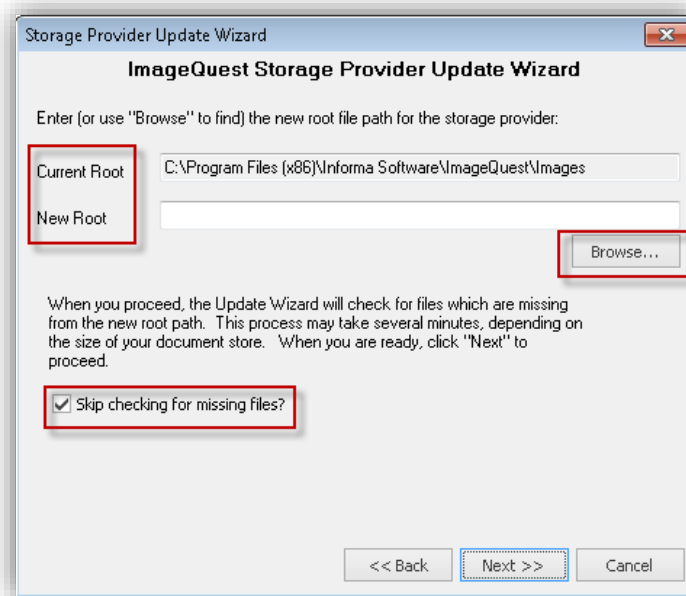 Storage Provider Update Wizard
ImageQuest Storage Provider Update Wizard
Enter (or use "Browse" to find) the new root file path for the storage provider:
Current Root
C:\Program Files (x86)\Informa Software\ImageQuest\Images
New Root
Browse...
When you proceed, the Update Wizard will check for files which are missing
from the new root path. This process may take several minutes, depending on
the size of your document store. When you are ready, click "Next" to
proceed.
Skip checking for missing files?
<< Back
Next >>
Cancel